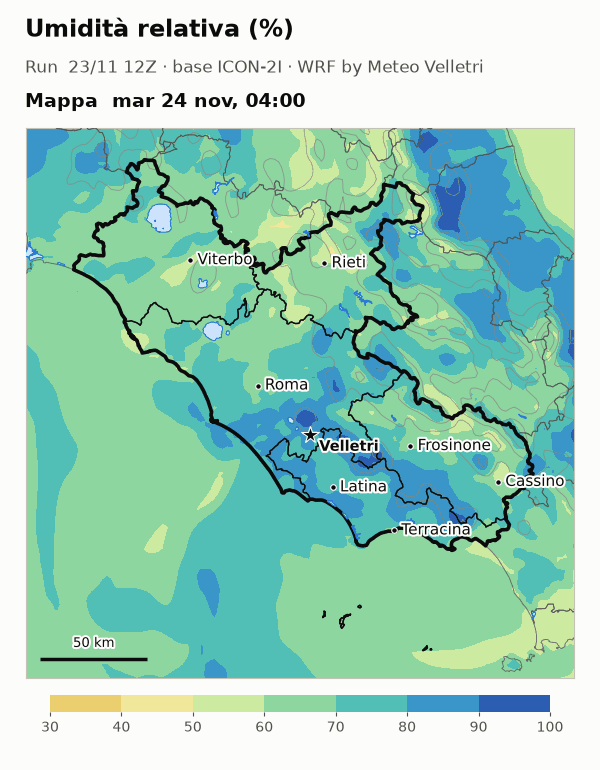 Umidità relativa (%)
Run  23/11 12Z · base ICON-2I · WRF by Meteo Velletri
Mappa  mar 24 nov, 04:00
Viterbo
Rieti
Roma
Velletri
Frosinone
Latina
Cassino
Terracina
50 km
30 40 50 60 70 80 90 100